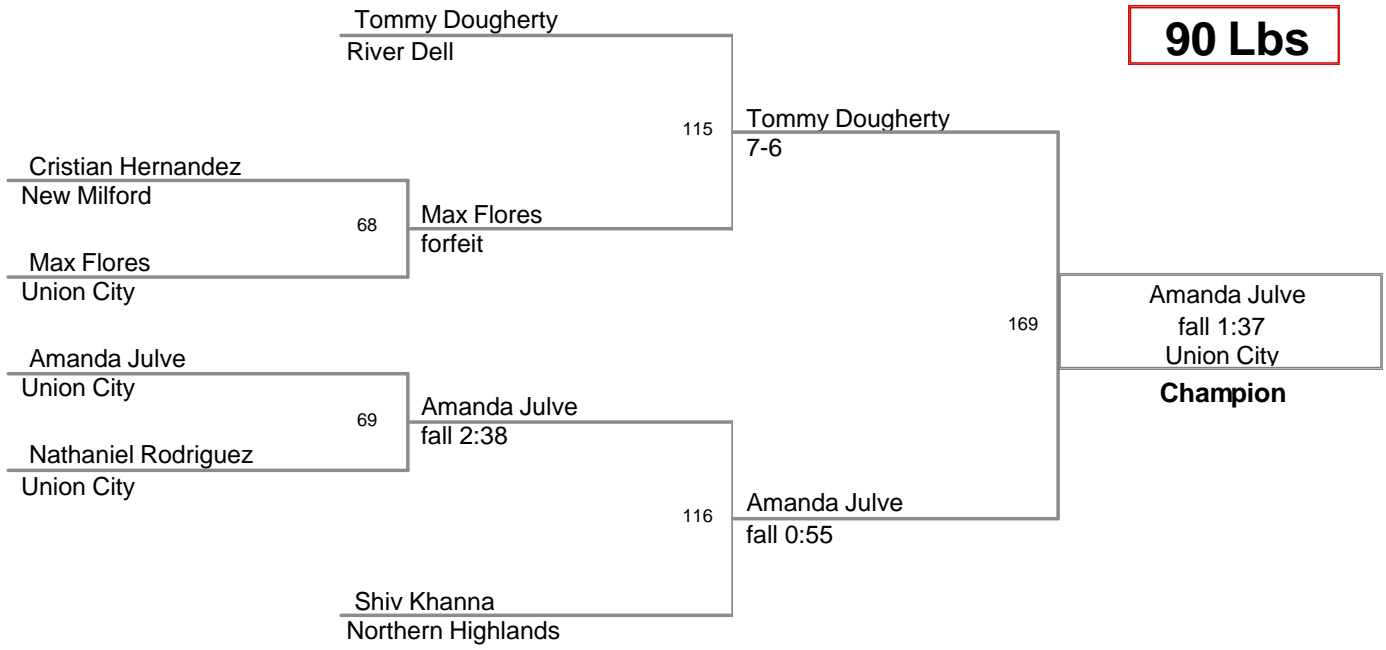 Tommy Dougherty
River Dell
90 Lbs
115
Tommy Dougherty
7-6
Cristian Hernandez
New Milford
68
Max Flores
forfeit
Max Flores
Union City
Amanda Julve
fall 1:37
Union City
Champion
169
Amanda Julve
Union City
69
Amanda Julve
fall 2:38
Nathaniel Rodriguez
Union City
116
Amanda Julve
fall 0:55
Shiv Khanna
Northern Highlands